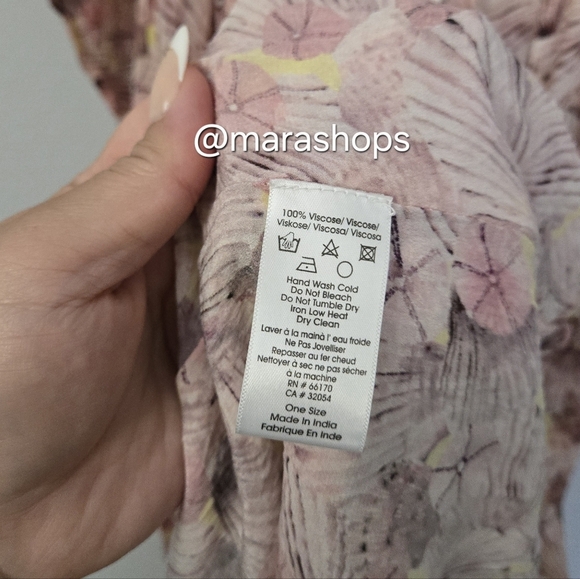 @marashops
100% Viscose/ Viscose/
Viskose/ Viscosa/ Viscosa
Hand Wash Cold
Do Not Bleach
Do Not Tumble Dry
Iron Low Heat
Dry Clean
Laver à la mainà l' eau froide
Ne Pas Jovelliser
Repasser au fer cheud
Nettoyer à sec ne pas sécher
à la machine
RN # 66170
CA # 32054
One Size
Made In India
Fabrique En Inde